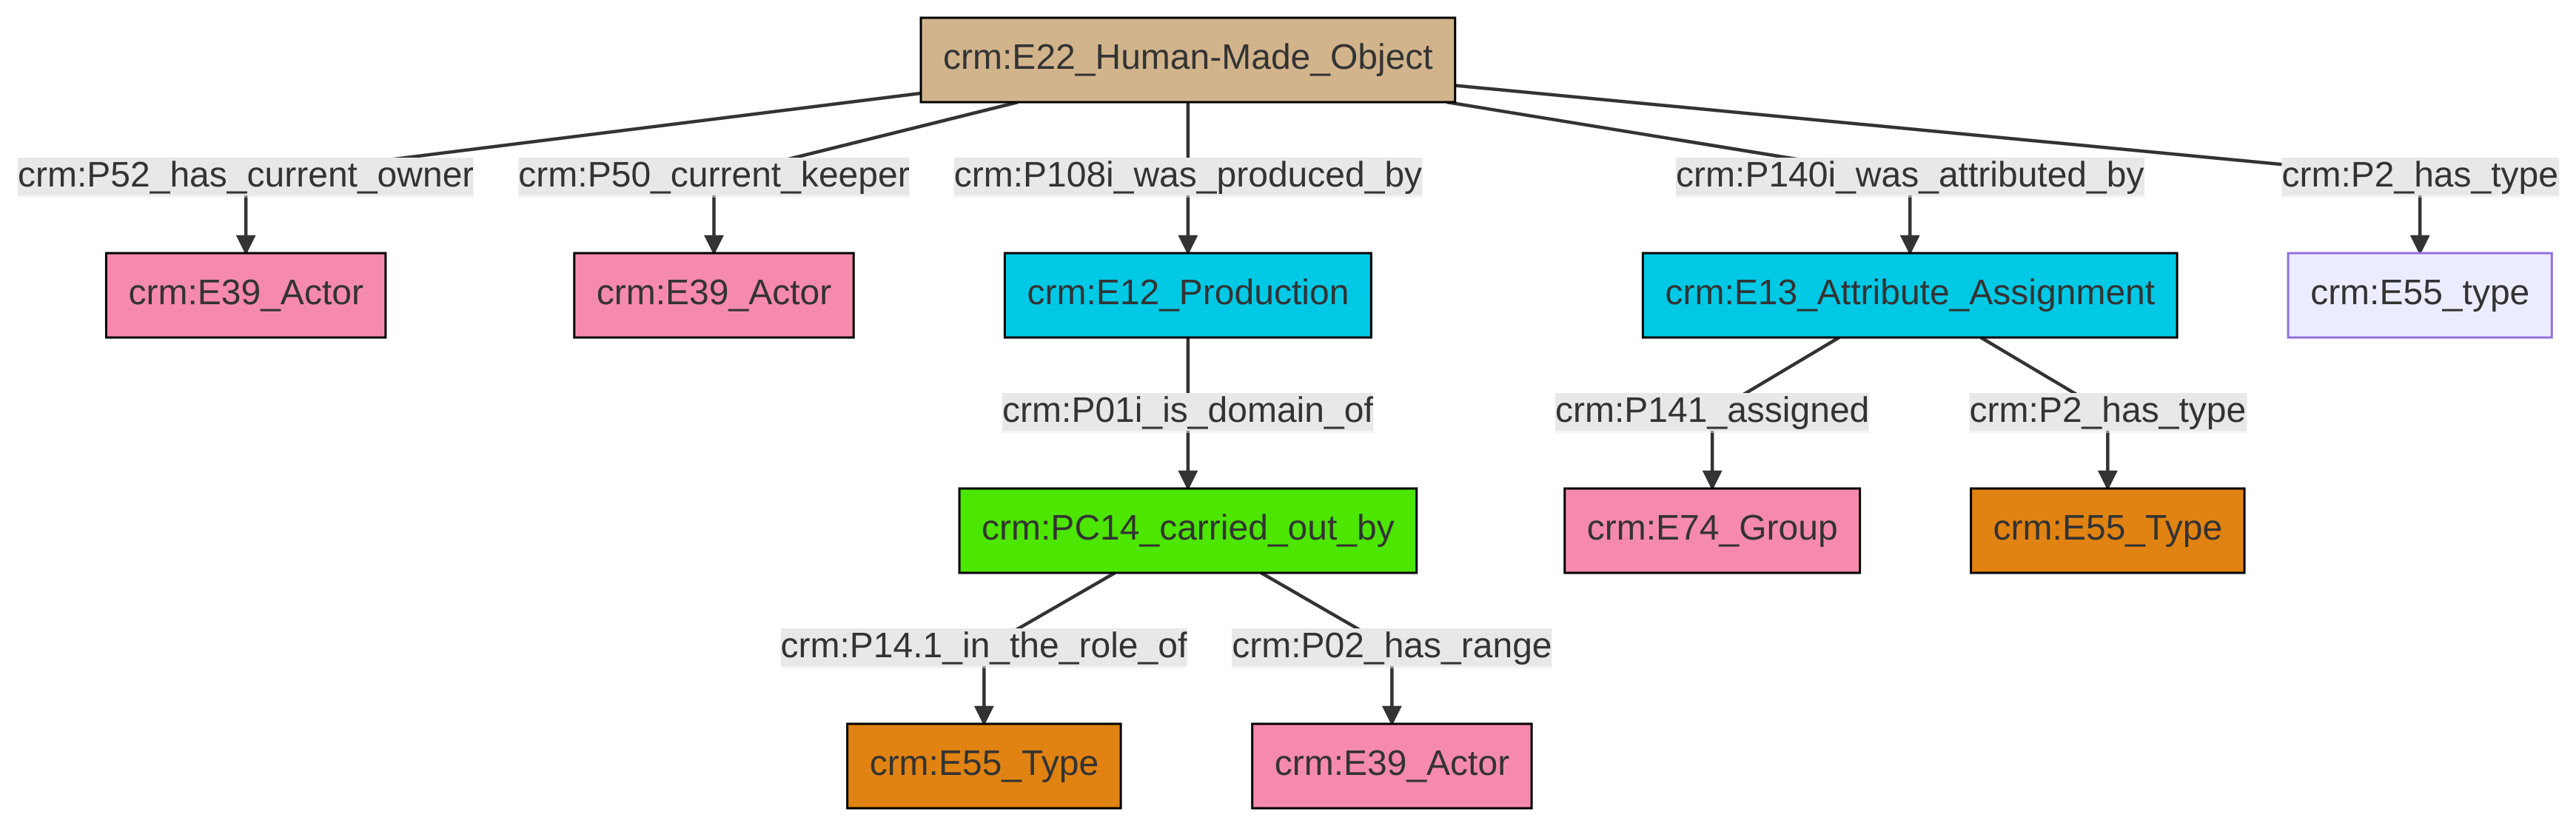 crm:E22_Human-Made_Object
crm:P52_has_current_owner
crm:P50_current_keeper
crm:P108i_was_produced_by
crm:P140i_was_attributed_by
crm:P2_has_type
crm:E39_Actor
crm:E39_Actor
crm:E12_Production
crm:E13_Attribute_Assignment
crm:E55_type
crm:P01i_is_domain_of
crm:P141_assigned
crm:P2_has_type
crm:PC14_carried_out_by
crm:E74_Group
crm:E55_Type
crm:P14.1_in_the_role_of
crm:P02_has_range
crm:E55_Type
crm:E39_Actor